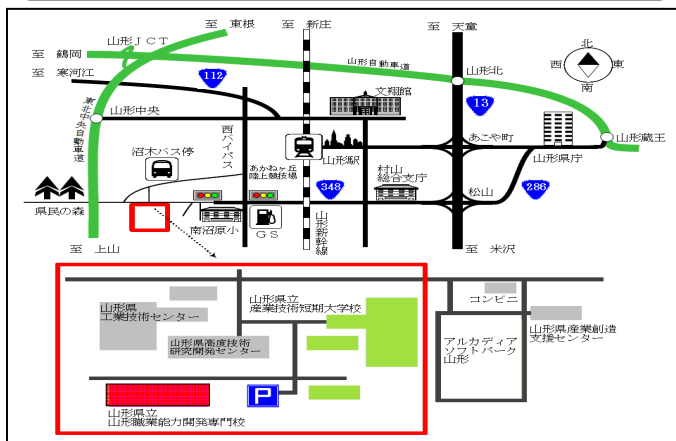 至 東根
至 新庄
至 天童
山形JCT
至 鶴岡
山形自動車道
山形北
北
西 東
南
至 寒河江
112
文翔館
13
東北中央自動車道
山形中央
西バイパス
沼木バス停
あかねヶ丘
陸上競技場
山形駅
あこや町
山形県庁
山形蔵王
348
村山
総合支庁
松山
286
県民の森
南沼原小
GS
山形新幹線
至 上山
至 米沢
山形県
工業技術センター
山形県立
産業技術短期大学校
コンビニ
山形県高度技術
研究開発センター
アルカディア
ソフトパーク
山形
山形県産業創造
支援センター
P
山形県立
山形職業能力開発専門校